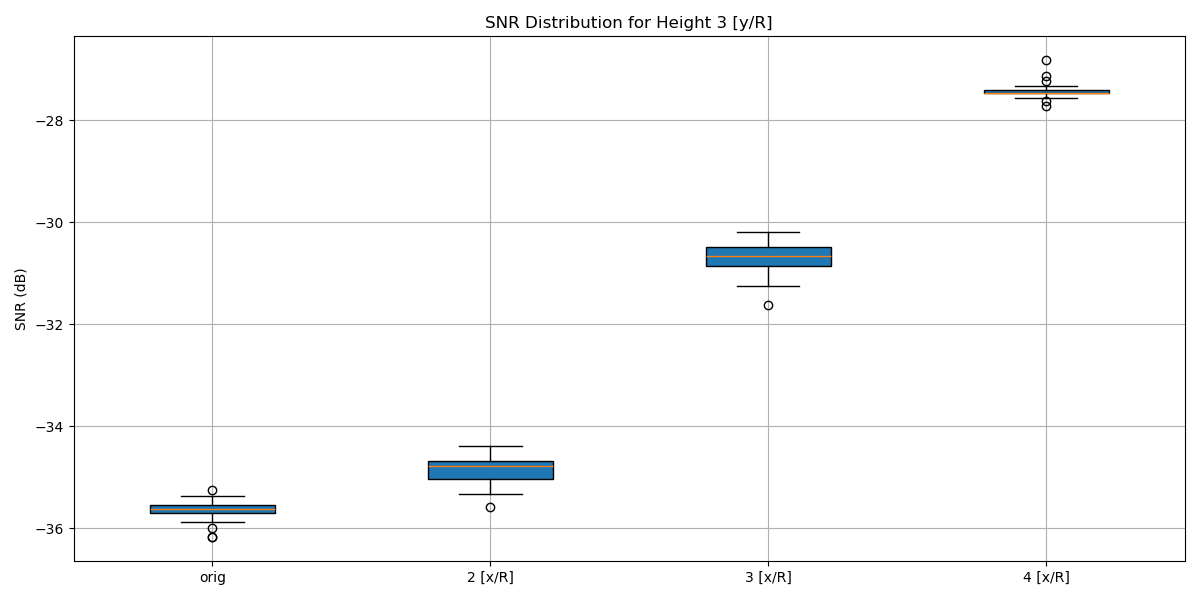 SNR Distribution for Height 3 [y/R]
SNR (dB)
−28
−30
−32
−34
−36
orig
2 [x/R]
3 [x/R]
4 [x/R]